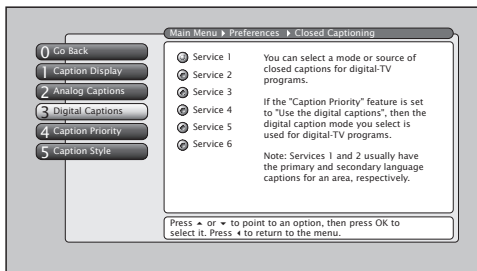 Main Menu ▸ Preferences ▸ Closed Captioning
0 Go Back
1 Caption Display
2 Analog Captions
3 Digital Captions
4 Caption Priority
5 Caption Style
Service 1
Service 2
Service 3
Service 4
Service 5
Service 6
You can select a mode or source of
closed captions for digital-TV
programs.
If the "Caption Priority" feature is set
to "Use the digital captions", then the
digital caption mode you select is
used for digital-TV programs.
Note: Services 1 and 2 usually have
the primary and secondary language
captions for an area, respectively.
Press ▴ or ▾ to point to an option, then press OK to
select it. Press ◂ to return to the menu.